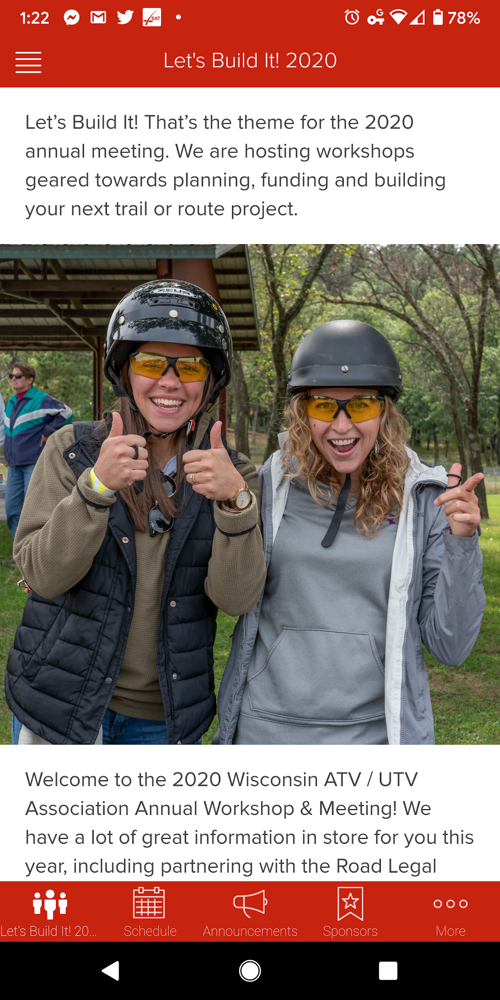 1:22
SAT
G
78%
Let's Build It! 2020
Let’s Build It! That’s the theme for the 2020
annual meeting. We are hosting workshops
geared towards planning, funding and building
your next trail or route project.
ZEUS
Welcome to the 2020 Wisconsin ATV / UTV
Association Annual Workshop & Meeting! We
have a lot of great information in store for you this
year, including partnering with the Road Legal
Let's Build It! 20...
Schedule
Announcements
Sponsors
More